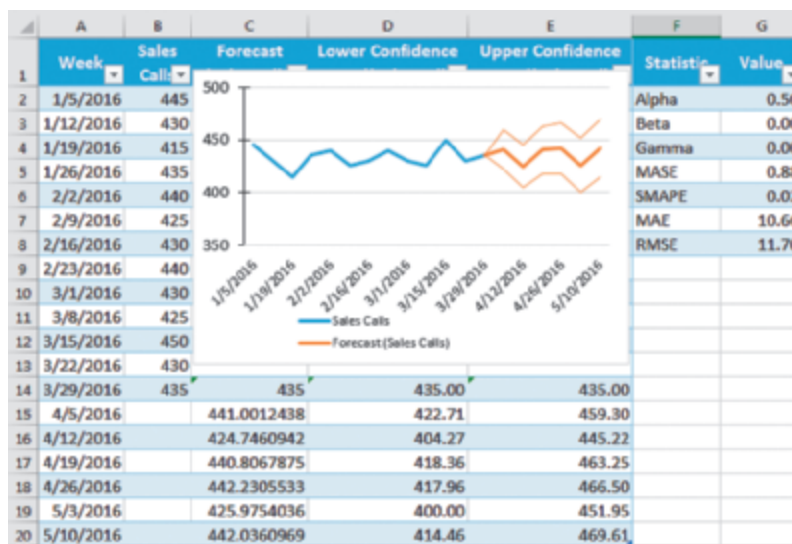 A B C D E F G
Sales Forecast Lower Confidence Upper Confidence
1 Week Calls Statistic Value
2 1/5/2016 445 Alpha 0.50
3 1/12/2016 430 Beta 0.00
4 1/19/2016 415 Gamma 0.00
5 1/26/2016 435 MASE
6 2/2/2016 440 SMAPE
7 2/9/2016 425 MAE
8 2/16/2016 430 RMSE
9 2/23/2016 440
10 3/1/2016 430
11 3/8/2016 425
12 3/15/2016 450
13 3/22/2016 430
14 3/29/2016 435 435 435.00 435.00
15 4/5/2016 441.0012438 422.71 459.30
16 4/12/2016 424.7460942 404.27 445.22
17 4/19/2016 440.8067875 418.36 463.25
18 4/26/2016 442.2305533 417.96 466.50
19 5/3/2016 425.9754036 400.00 451.95
20 5/10/2016 442.0360969 414.46 469.61
500
450
400
350
1/5/2016 1/19/2016 2/2/2016 2/16/2016 3/1/2016 3/15/2016 3/29/2016 4/12/2016 4/26/2016 5/10/2016
Sales Calls
Forecast (Sales Calls)